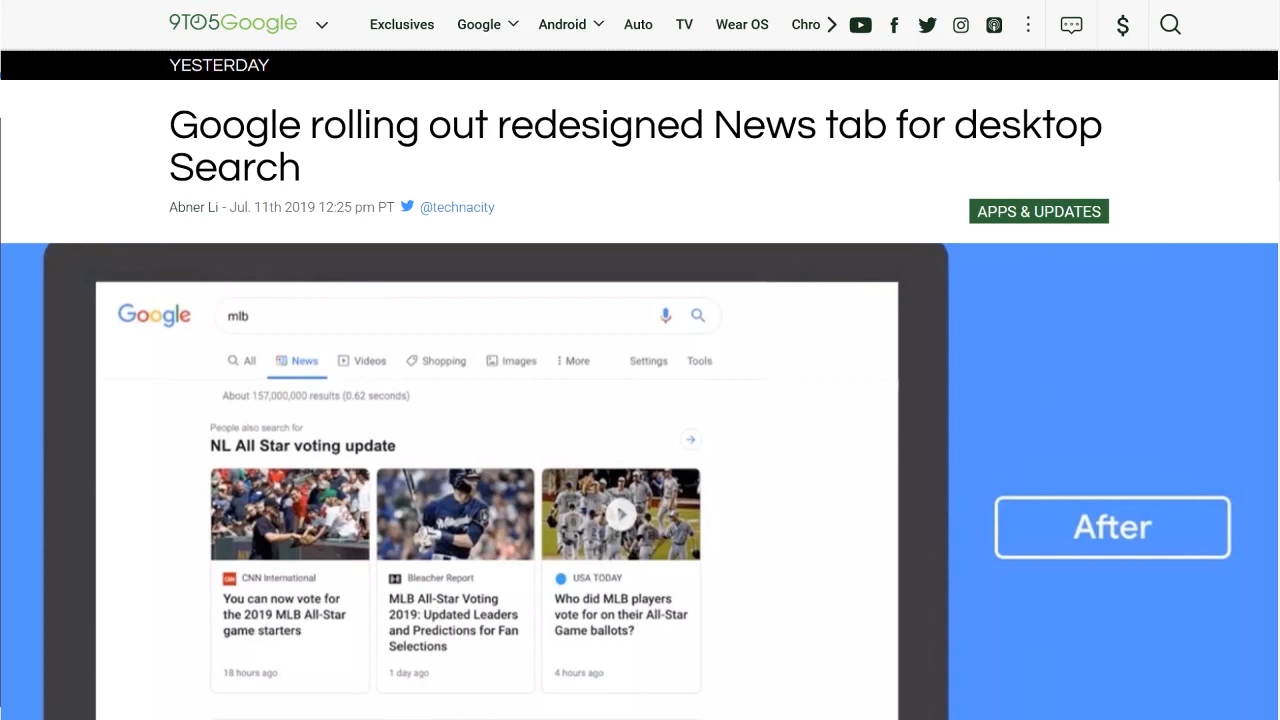 9TO5Google Exclusives Google Android Auto TV Wear OS Chro
YESTERDAY
Google rolling out redesigned News tab for desktop
Search
Abner Li - Jul. 11th 2019 12:25 pm PT @technacity
APPS & UPDATES
Google mlb
All News Videos Shopping Images More Settings Tools
About 157,000,000 results (0.62 seconds)
People also search for
NL All Star voting update
CNN CNN International
You can now vote for
the 2019 MLB All-Star
game starters
18 hours ago
Bleacher Report
MLB All-Star Voting
2019: Updated Leaders
and Predictions for Fan
Selections
1 day ago
USA TODAY
Who did MLB players
vote for on their All-Star
Game ballots?
4 hours ago
After